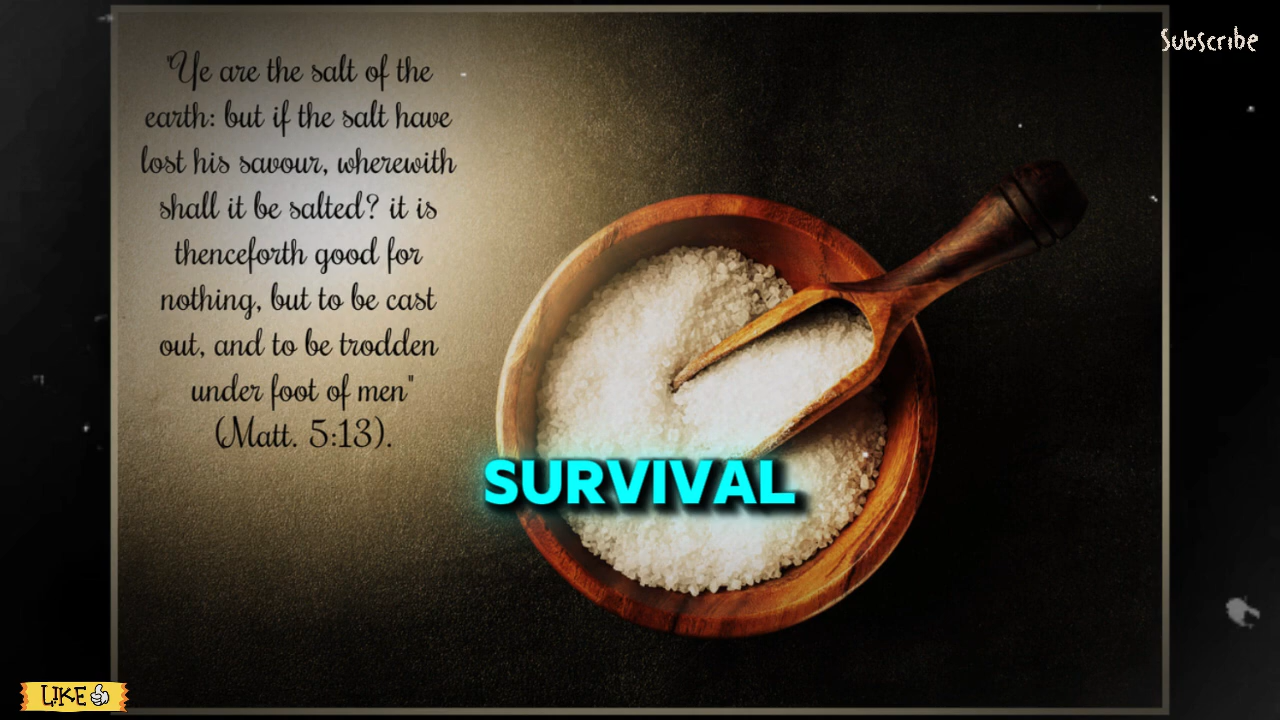 Subscribe
"Ye are the salt of the
earth: but if the salt have
lost his savour, wherewith
shall it be salted? it is
thenceforth good for
nothing, but to be cast
out, and to be trodden
under foot of men"
(Matt. 5:13).
SURVIVAL
LIKE